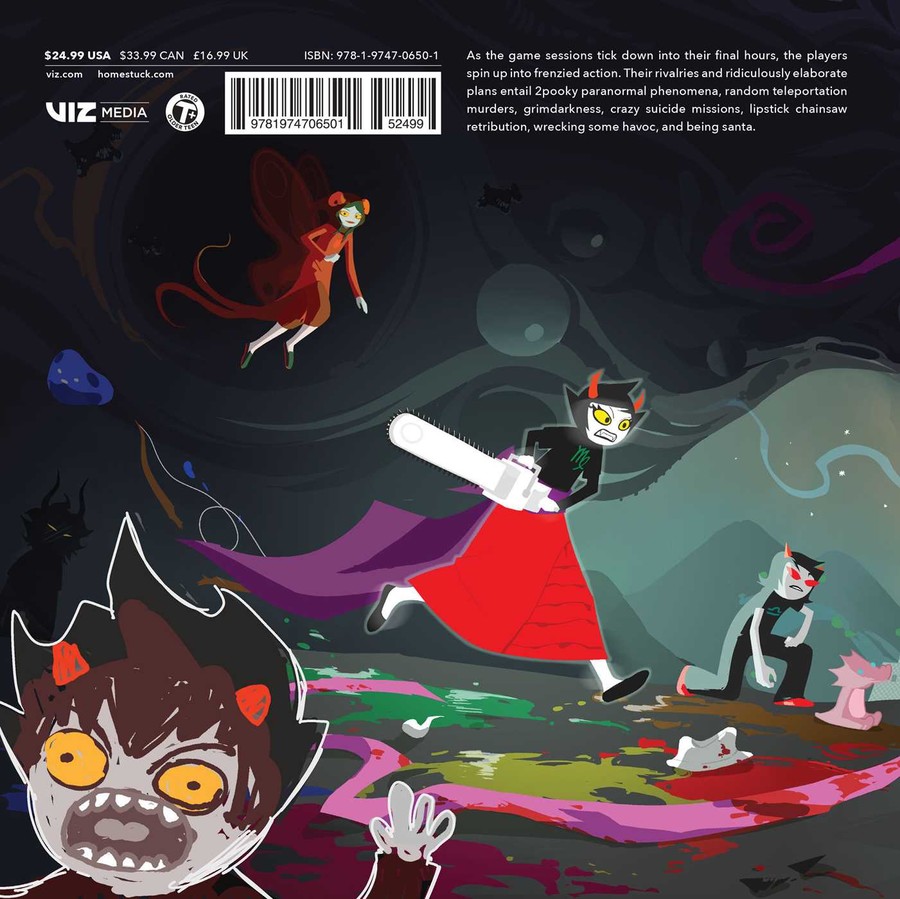 $24.99 USA $33.99 CAN £16.99 UK
ISBN: 978-1-9747-0650-1
viz.com homestuck.com
VIZ MEDIA
RATED T+ OLDER TEEN
9781974706501
52499
As the game sessions tick down into their final hours, the players
spin up into frenzied action. Their rivalries and ridiculously elaborate
plans entail 2pooky paranormal phenomena, random teleportation
murders, grimdarkness, crazy suicide missions, lipstick chainsaw
retribution, wrecking some havoc, and being santa.